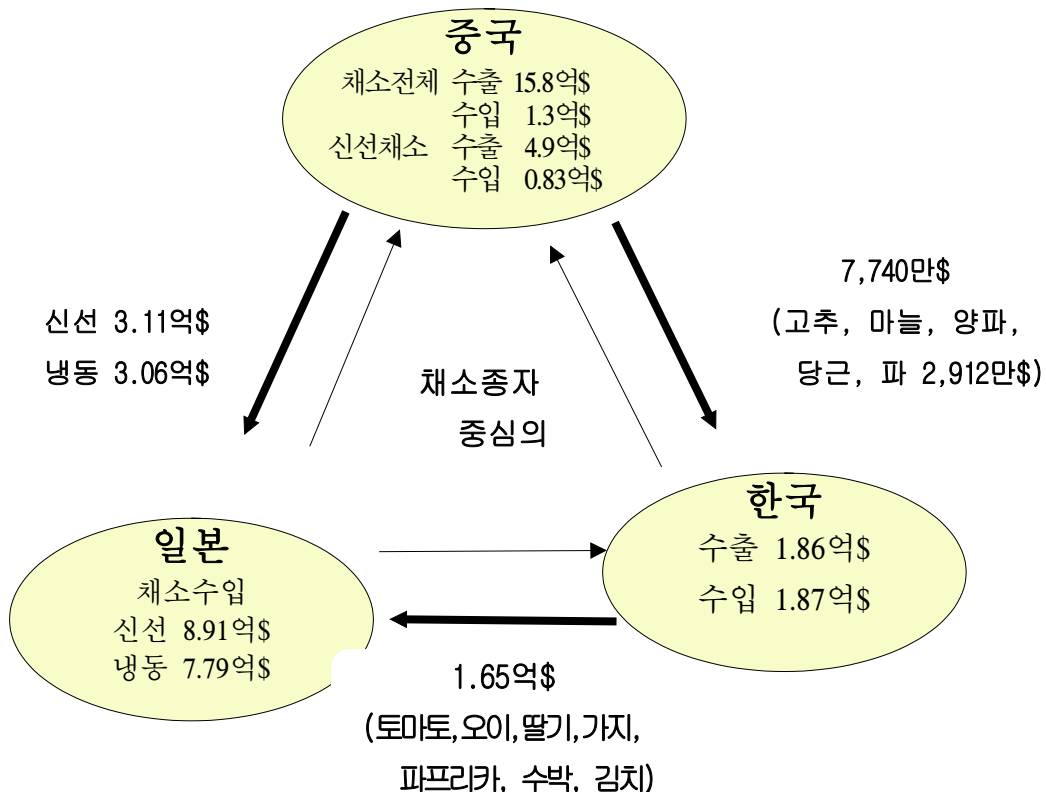 중국
채소전체 수출 15.8억$
수입 1.3억$
신선채소 수출 4.9억$
수입 0.83억$
신선 3.11억$
냉동 3.06억$
7,740만$
(고추, 마늘, 양파,
당근, 파 2,912만$)
채소종자
중심의
일본
채소수입
신선 8.91억$
냉동 7.79억$
한국
수출 1.86억$
수입 1.87억$
1.65억$
(토마토,오이,딸기,가지,
파프리카, 수박, 김치)